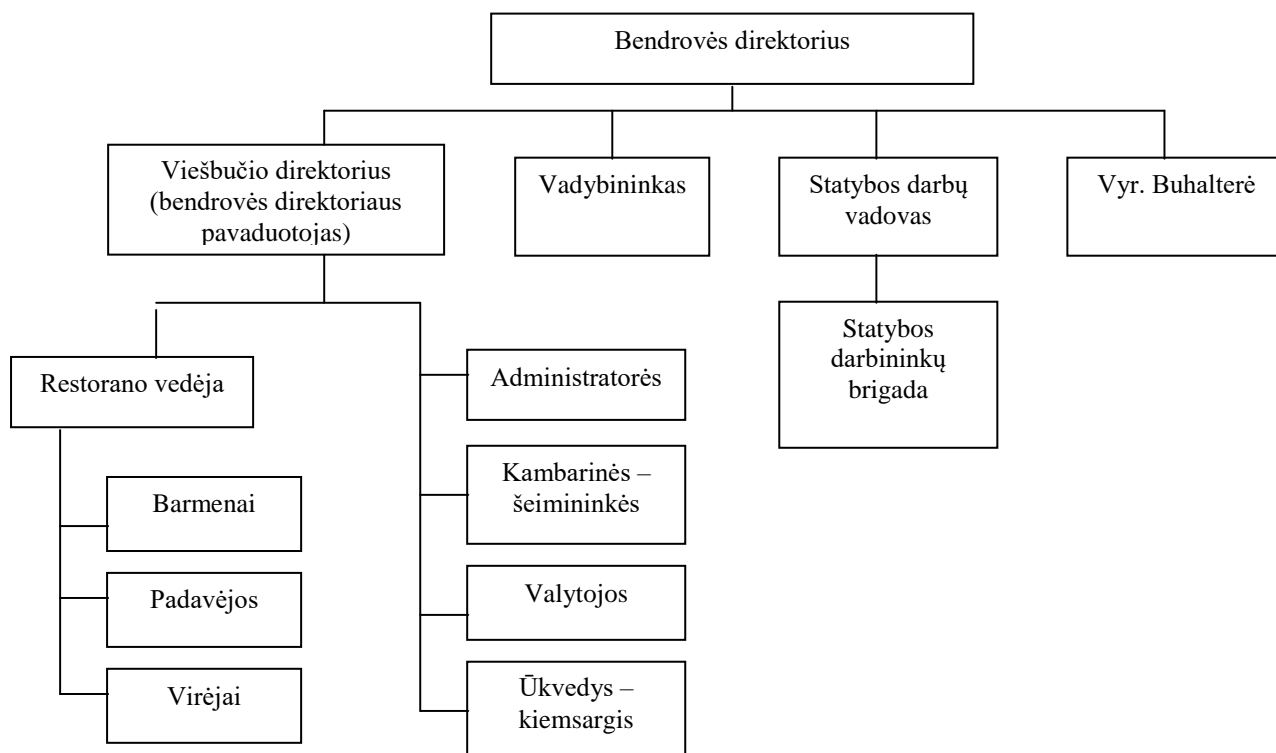 Bendrovės direktorius
Viešbučio direktorius
(bendrovės direktoriaus
pavaduotojas)
Vadybininkas
Statybos darbų
vadovas
Vyr. Buhalterė
Statybos
darbininkų
brigada
Restorano vedėja
Barmenai
Padavėjos
Virėjai
Administratorės
Kambarinės –
šeimininkės
Valytojos
Ūkvedys –
kiemsargis